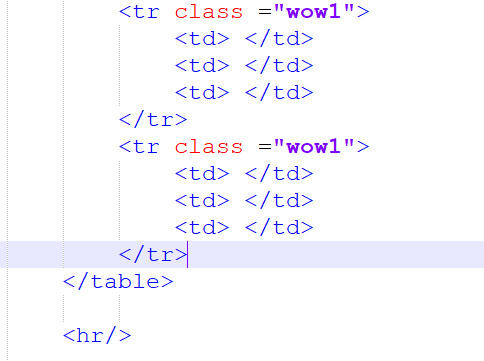 <tr class ="wow1">
<td> </td>
<td> </td>
<td> </td>
</tr>
<tr class ="wow1">
<td> </td>
<td> </td>
<td> </td>
</tr>
</table>
<hr/>